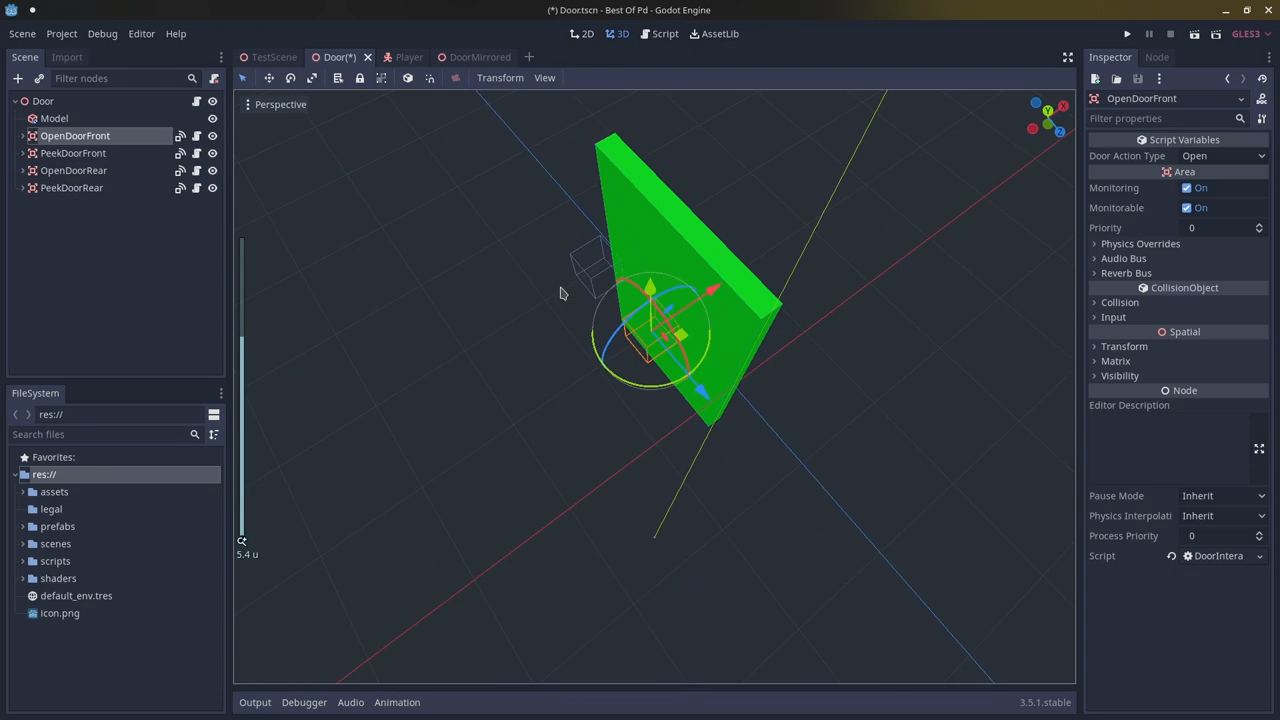 (*) Door.tscn - Best Of Pd - Godot Engine
Scene Project Debug Editor Help
2D 3D Script AssetLib
GLES3
Scene Import
TestScene Door(*) Player DoorMirrored
Inspector Node
Filter nodes
Transform View
OpenDoorFront
Filter properties
Door
Model
OpenDoorFront
PeekDoorFront
OpenDoorRear
PeekDoorRear
Perspective
Y
X
Z
5.4 u
Script Variables
Door Action Type Open
Area
Monitoring On
Monitorable On
Priority 0
Physics Overrides
Audio Bus
Reverb Bus
CollisionObject
Collision
Input
Spatial
Transform
Matrix
Visibility
Node
Editor Description
Pause Mode Inherit
Physics Interpolati Inherit
Process Priority 0
Script DoorIntera
FileSystem
res://
Search files
Favorites:
res://
assets
legal
prefabs
scenes
scripts
shaders
default_env.tres
icon.png
Output Debugger Audio Animation
3.5.1.stable